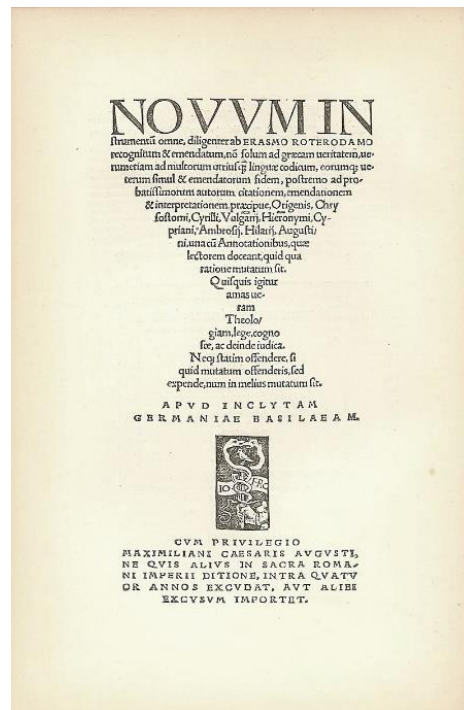 NOVVM IN
ſtrumentū omne, diligenter ab ERASMO ROTERODAMO
recognitum & emendatum, nō ſolum ad græcam ueritatem, ue-
rumetiam ad multorum utriuſq; linguæ codicum, eorumq; ue-
terum ſimul & emendatorum fidem, poſtremo ad pro-
batiſſimorum autorum citationem, emendationem
& interpretationem, præcipue, Origenis, Chry
ſoſtomi, Cyrilli, Vulgarij, Hieronymi, Cy-
priani, Ambroſij, Hilarij, Auguſti/
ni, una cū Annotationibus, quæ
lectorem doceant, quid qua
ratione mutatum ſit.
Quiſquis igitur
amas ue-
ram
Theolo/
giam, lege, cogno
ſce, ac deinde iudica.
Neq; ſtatim offendere, ſi
quid mutatum offenderis, ſed
expende, num in melius mutatum ſit.
APVD INCLYTAM
GERMANIAE BASILAEAM.
IO FRO
CVM PRIVILEGIO
MAXIMILIANI CAESARIS AVGVSTI,
NE QVIS ALIVS IN SACRA ROMA-
NI IMPERII DITIONE, INTRA QVATV
OR ANNOS EXCVDAT, AVT ALIBI
EXCVSVM IMPORTET.